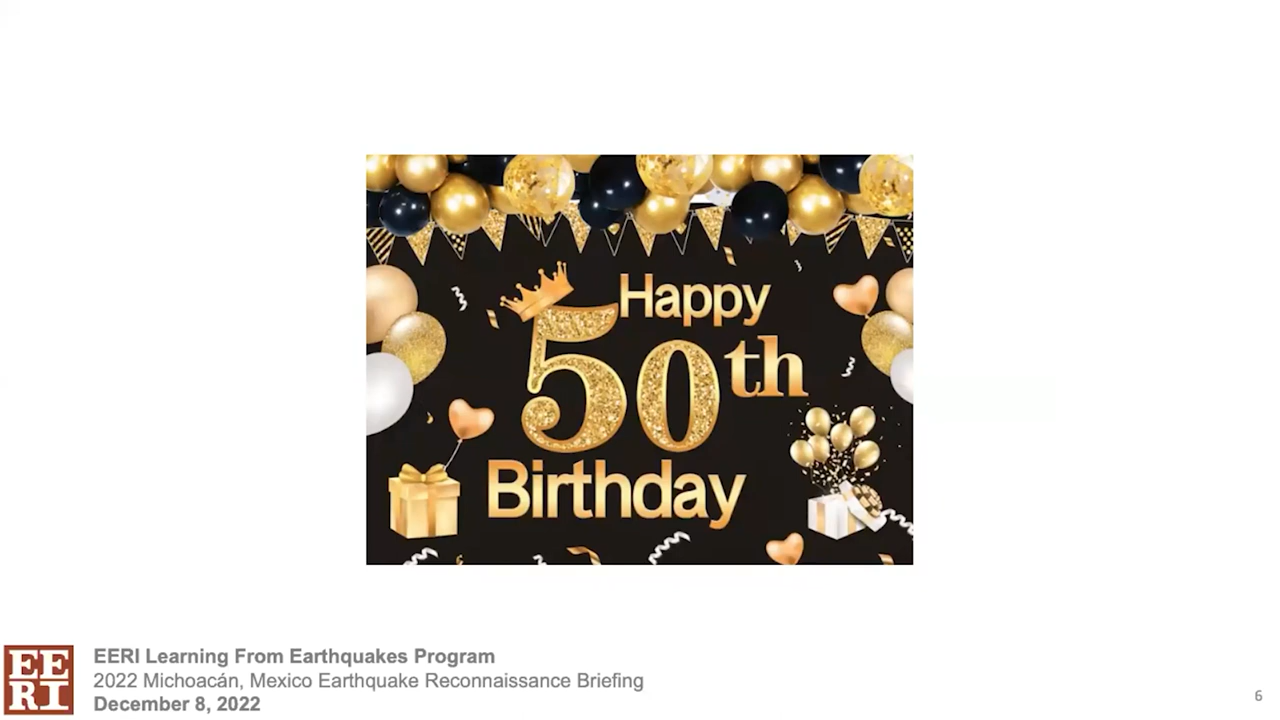 Happy
50th
Birthday
EE
RI
EERI Learning From Earthquakes Program
2022 Michoacán, Mexico Earthquake Reconnaissance Briefing
December 8, 2022
6